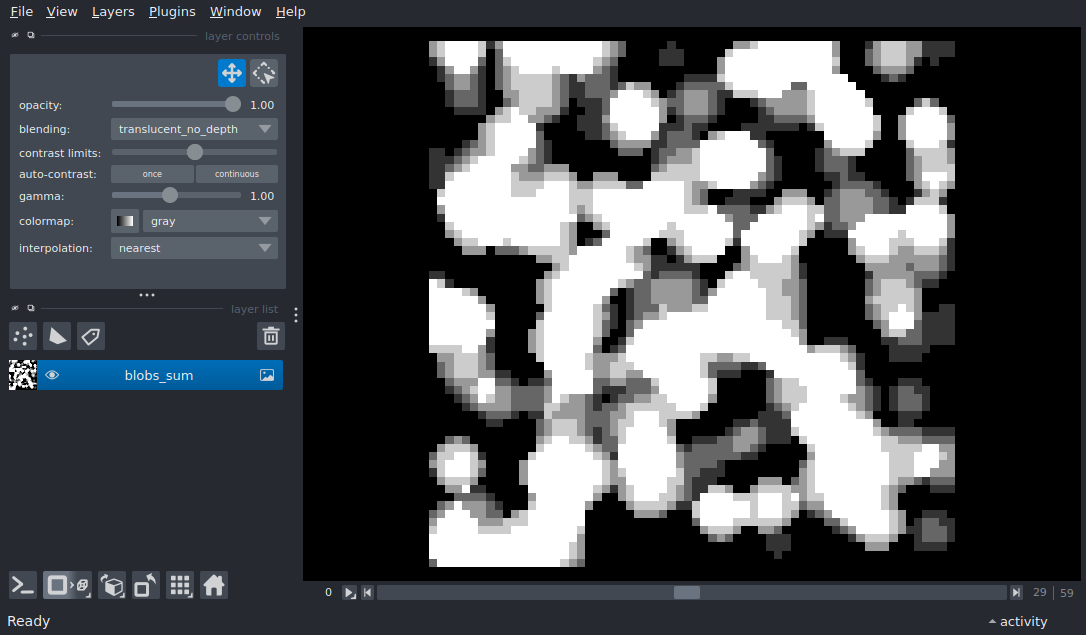 File View Layers Plugins Window Help
layer controls
opacity: 1.00
blending: translucent_no_depth
contrast limits:
auto-contrast: once continuous
gamma: 1.00
colormap: gray
interpolation: nearest
layer list
blobs_sum
0 29 59
Ready activity